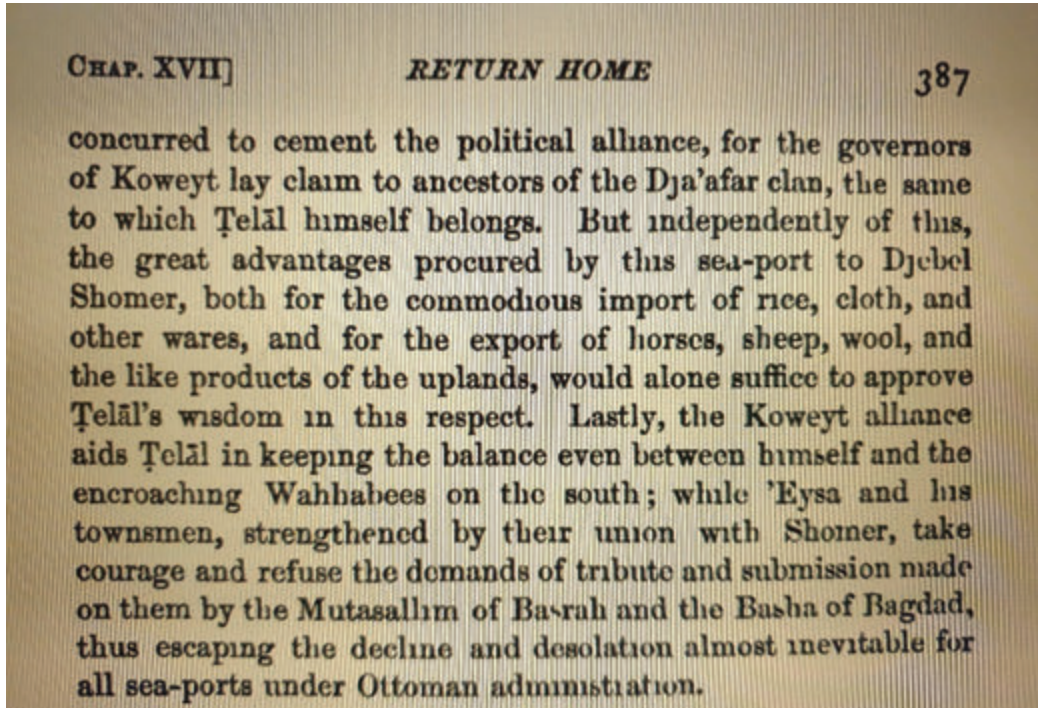 CHAP. XVII]
RETURN HOME
387
concurred to cement the political alliance, for the governors
of Koweyt lay claim to ancestors of the Dja'afar clan, the same
to which Ṭelāl himself belongs. But independently of this,
the great advantages procured by this sea-port to Djebel
Shomer, both for the commodious import of rice, cloth, and
other wares, and for the export of horses, sheep, wool, and
the like products of the uplands, would alone suffice to approve
Ṭelāl's wisdom in this respect. Lastly, the Koweyt alliance
aids Ṭelāl in keeping the balance even between himself and the
encroaching Wahhabees on the south; while 'Eysa and his
townsmen, strengthened by their union with Shomer, take
courage and refuse the demands of tribute and submission made
on them by the Mutasallim of Basrah and the Basha of Bagdad,
thus escaping the decline and desolation almost inevitable for
all sea-ports under Ottoman administration.